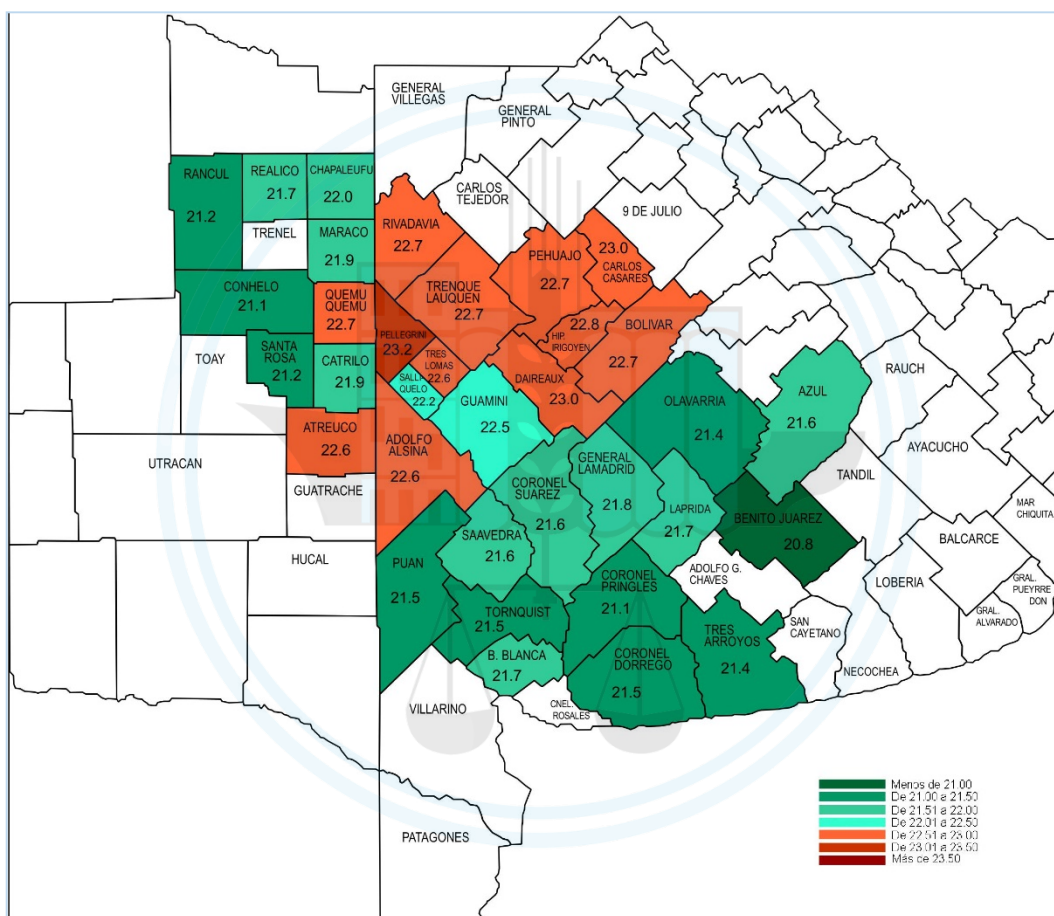 GENERAL
VILLEGAS
GENERAL
PINTO
RANCUL
21.2
REALICO
21.7
CHAPALEUFU
22.0
TRENEL
MARACO
21.9
CARLOS
TEJEDOR
9 DE JULIO
RIVADAVIA
22.7
PEHUAJO
22.7
23.0
CARLOS
CASARES
CONHELO
21.1
QUEMU
QUEMU
22.7
TRENQUE
LAUQUEN
22.7
22.8
HIP.
IRIGOYEN
BOLIVAR
22.7
TOAY
SANTA
ROSA
21.2
CATRILO
21.9
PELLEGRINI
23.2
TRES
LOMAS
22.6
SALLI
QUELO
22.2
GUAMINI
22.5
DAIREAUX
23.0
RAUCH
AZUL
21.6
OLAVARRIA
21.4
ATREUCO
22.6
ADOLFO
ALSINA
22.6
UTRACAN
GUATRACHE
CORONEL
SUAREZ
21.6
GENERAL
LAMADRID
21.8
LAPRIDA
21.7
AYACUCHO
TANDIL
MAR
CHIQUITA
BENITO JUAREZ
20.8
BALCARCE
SAAVEDRA
21.6
HUCAL
PUAN
21.5
ADOLFO G.
CHAVES
LOBERIA
GRAL.
PUEYRRE
DON
GRAL.
ALVARADO
CORONEL
PRINGLES
21.1
TORNQUIST
21.5
TRES
ARROYOS
21.4
SAN
CAYETANO
NECOCHEA
B. BLANCA
21.7
CORONEL
DORREGO
21.5
CNEL.
ROSALES
VILLARINO
PATAGONES
Menos de 21.00
De 21.00 a 21.50
De 21.51 a 22.00
De 22.01 a 22.50
De 22.51 a 23.00
De 23.01 a 23.50
Más de 23.50